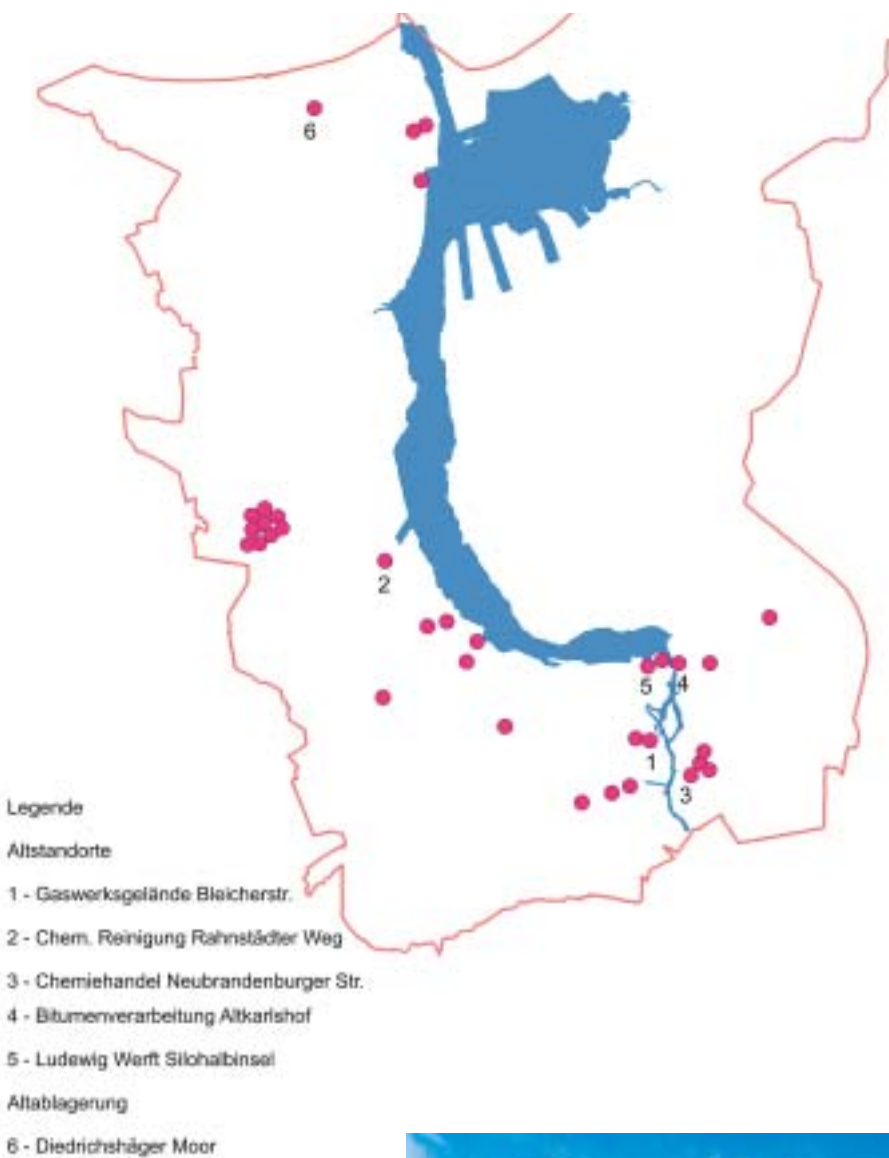 6
2
5
4
1
3
Legende
Altstandorte
1 - Gaswerksgelände Bleicherstr.
2 - Chem. Reinigung Rahnstädter Weg
3 - Chemiehandel Neubrandenburger Str.
4 - Bitumenverarbeitung Altkarlshof
5 - Ludewig Werft Silohalbinsel
Altablagerung
6 - Diedrichshäger Moor